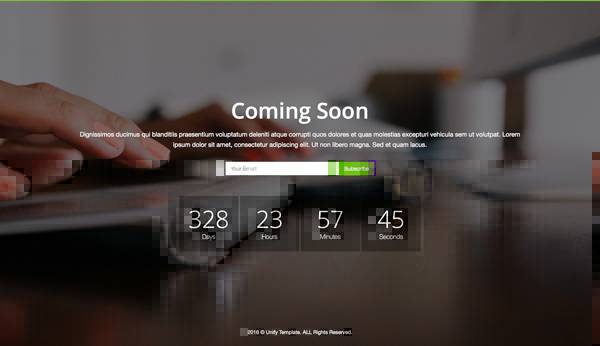 Coming Soon
Dignissimos ducimus qui blanditiis praesentium voluptatum deleniti atque corrupti quos dolores et quas molestias excepturi vehicula sem ut volutpat. Lorem
ipsum dolor sit amet, consectetur adipiscing elit. Ut non libero magna. Sed et quam lacus.
Your Email
Subscribe
328 23 57 45
Days Hours Minutes Seconds
2016 © Unify Template. ALL Rights Reserved.